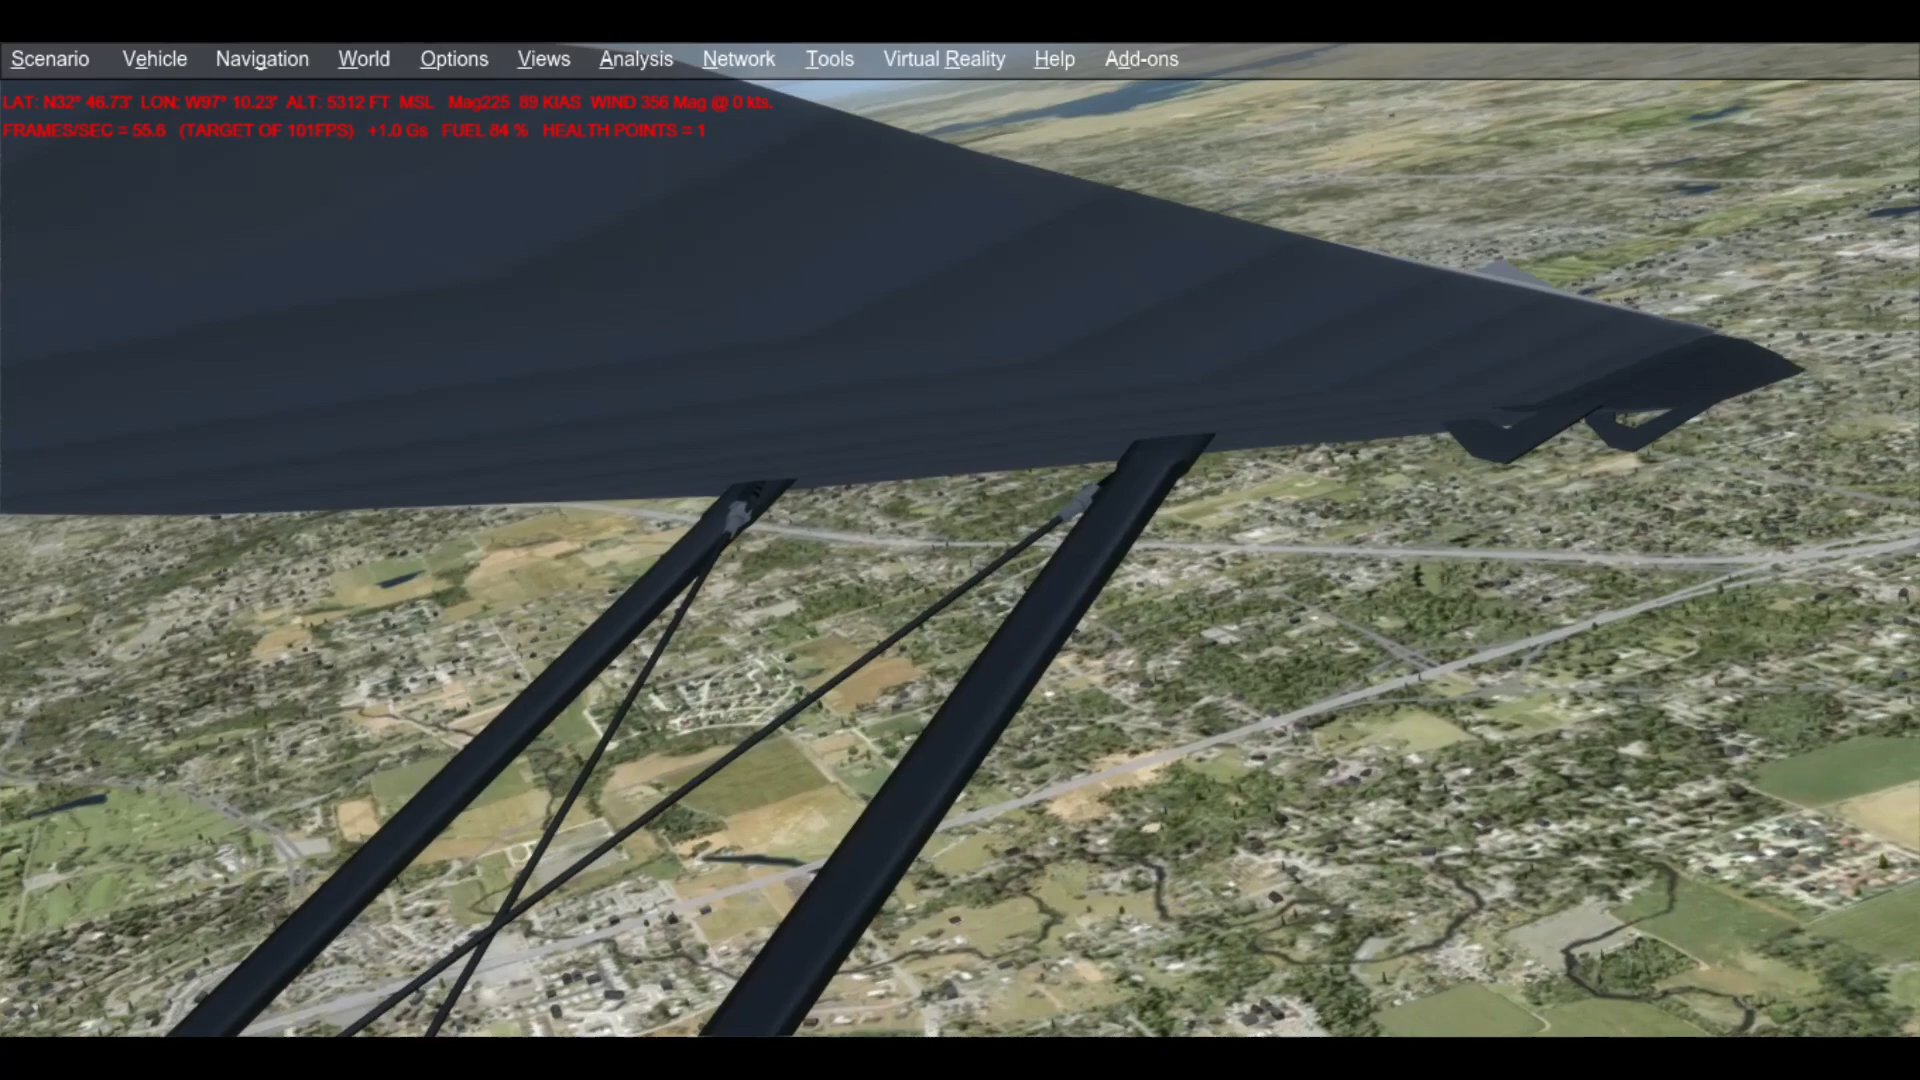 Scenario Vehicle Navigation World Options Views Analysis Network Tools Virtual Reality Help Add-ons
LAT: N32° 46.73' LON: W97° 10.23' ALT: 5312 FT MSL Mag225 89 KIAS WIND 356 Mag @ 0 kts.
FRAMES/SEC = 55.6 (TARGET OF 101FPS) +1.0 Gs FUEL 84 % HEALTH POINTS = 1